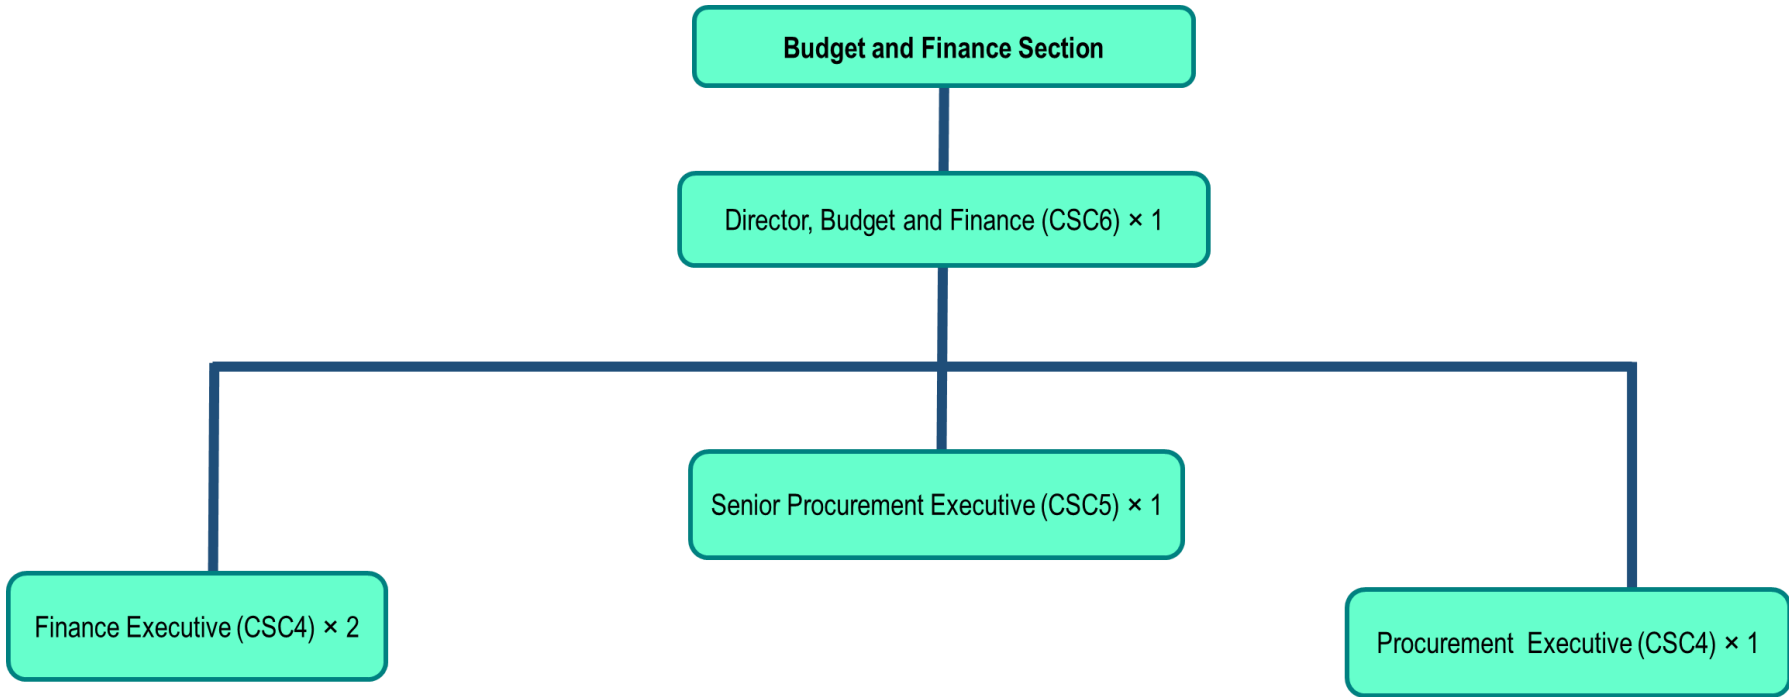 Budget and Finance Section
Director, Budget and Finance (CSC6) × 1
Senior Procurement Executive (CSC5) × 1
Finance Executive (CSC4) × 2
Procurement Executive (CSC4) × 1